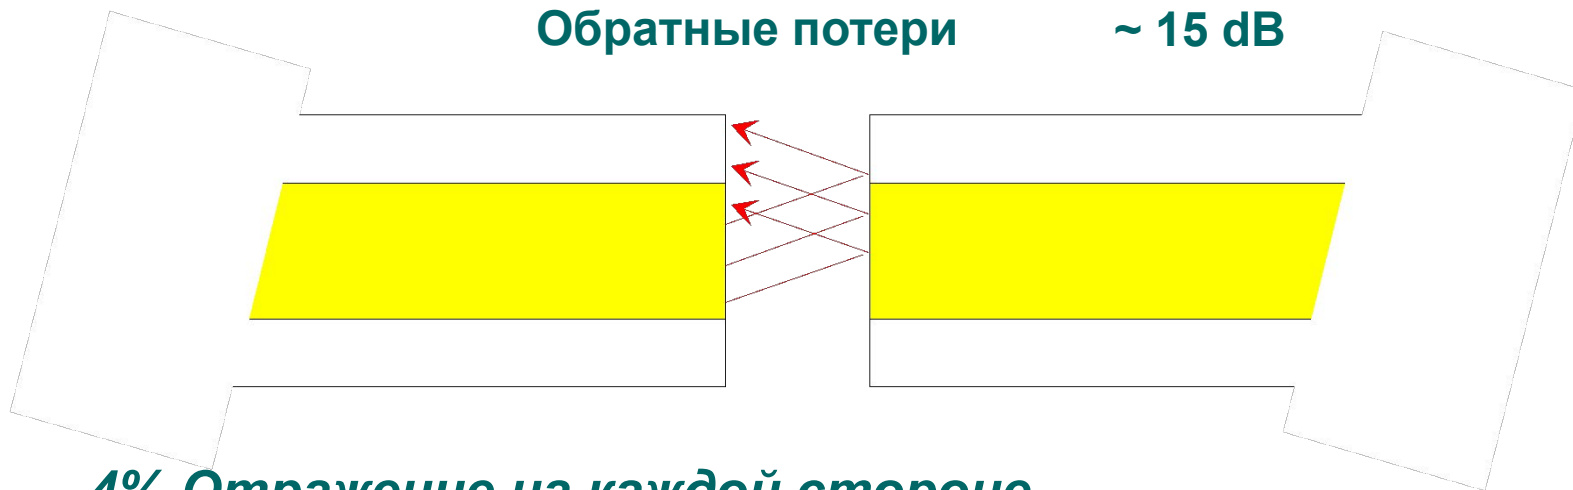 Обратные потери ~ 15 dB
4% Отражение на каждой стороне